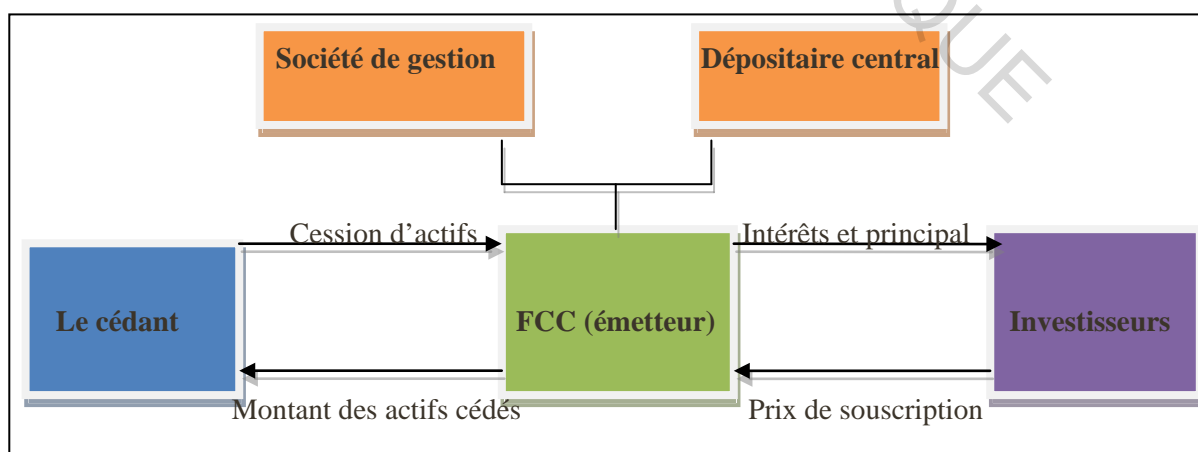 Société de gestion
Dépositaire central
Cession d’actifs
Intérêts et principal
Le cédant
FCC (émetteur)
Investisseurs
Montant des actifs cédés
Prix de souscription